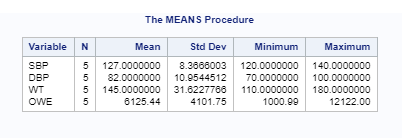 The MEANS Procedure
Variable N Mean Std Dev Minimum Maximum
SBP 5 127.0000000 8.3666003 120.0000000 140.0000000
DBP 5 82.0000000 10.9544512 70.0000000 100.0000000
WT 5 145.0000000 31.6227766 110.0000000 180.0000000
OWE 5 6125.44 4101.75 1000.99 12122.00